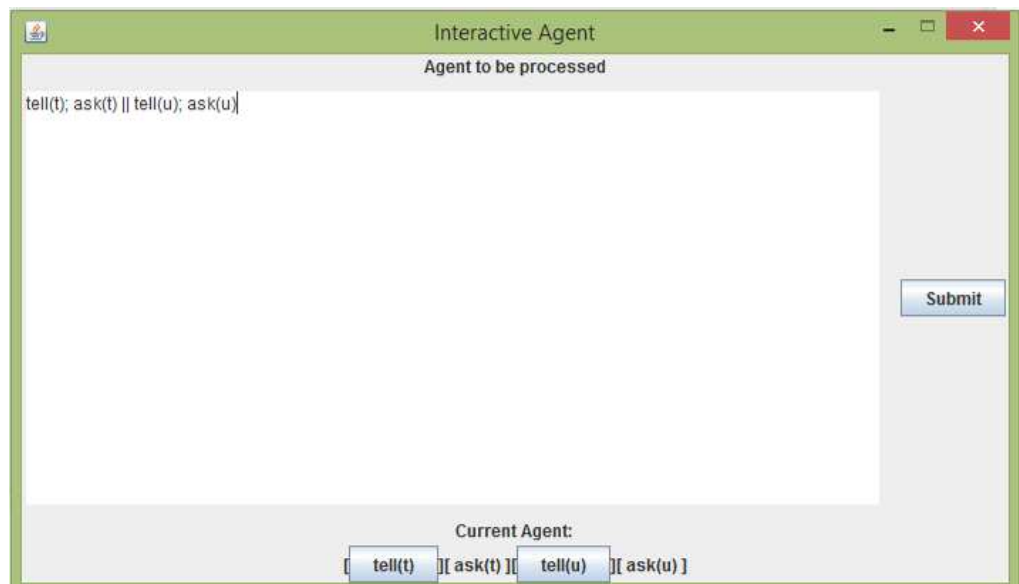 Interactive Agent
Agent to be processed
tell(t); ask(t) || tell(u); ask(u)
Submit
Current Agent:
[ tell(t) ][ ask(t) ][ tell(u) ][ ask(u) ]